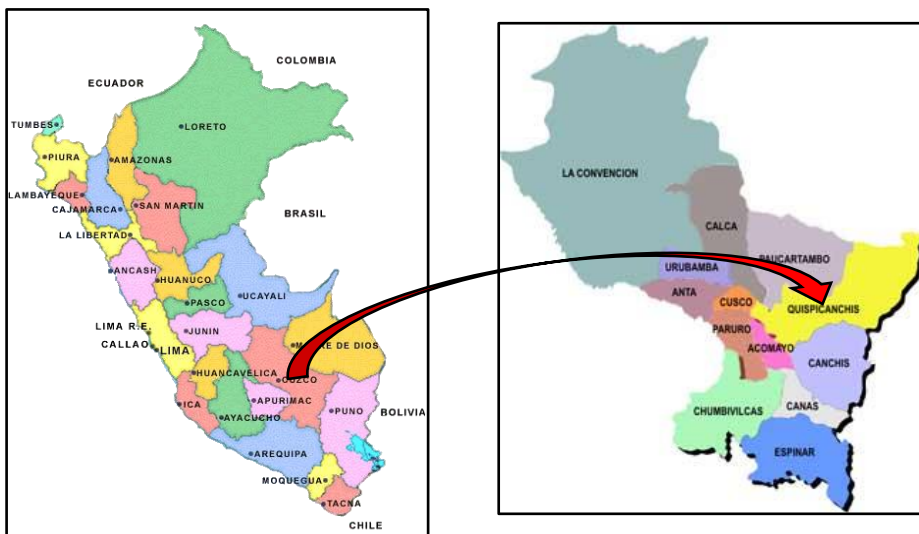 COLOMBIA
ECUADOR
TUMBES
LORETO
PIURA
AMAZONAS
LAMBAYEQUE
CAJAMARCA
SAN MARTIN
BRASIL
LA LIBERTAD
ANCASH
HUANUCO
UCAYALI
PASCO
LIMA R.E.
JUNIN
CALLAO
LIMA
DE DIOS
HUANCAVELICA
CUZCO
ICA
APURIMAC
PUNO
BOLIVIA
AYACUCHO
AREQUIPA
MOQUEGUA
TACNA
CHILE
LA CONVENCION
CALCA
PAUCARTAMBO
URUBAMBA
ANTA
CUSCO
QUISPICANCHIS
PARURO
ACOMAYO
CANCHIS
CHUMBIVILCAS
CANAS
ESPINAR